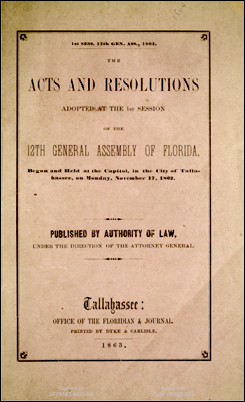 1st SESS. 12th GEN. ASS., 1862.
THE
ACTS AND RESOLUTIONS
ADOPTED AT THE 1st SESSION
OF THE
12TH GENERAL ASSEMBLY OF FLORIDA,
Begun and Held at the Capitol, in the City of Talla-
hassee, on Monday, November 17, 1862.
PUBLISHED BY AUTHORITY OF LAW,
UNDER THE DIRECTION OF THE ATTORNEY GENERAL.
Tallahassee:
OFFICE OF THE FLORIDIAN & JOURNAL.
PRINTED BY DYKE & CARLISLE.
1863.